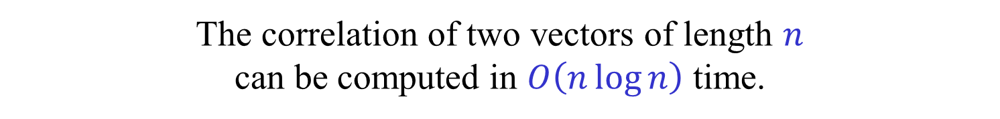 The correlation of two vectors of length n
can be computed in O(n log n) time.